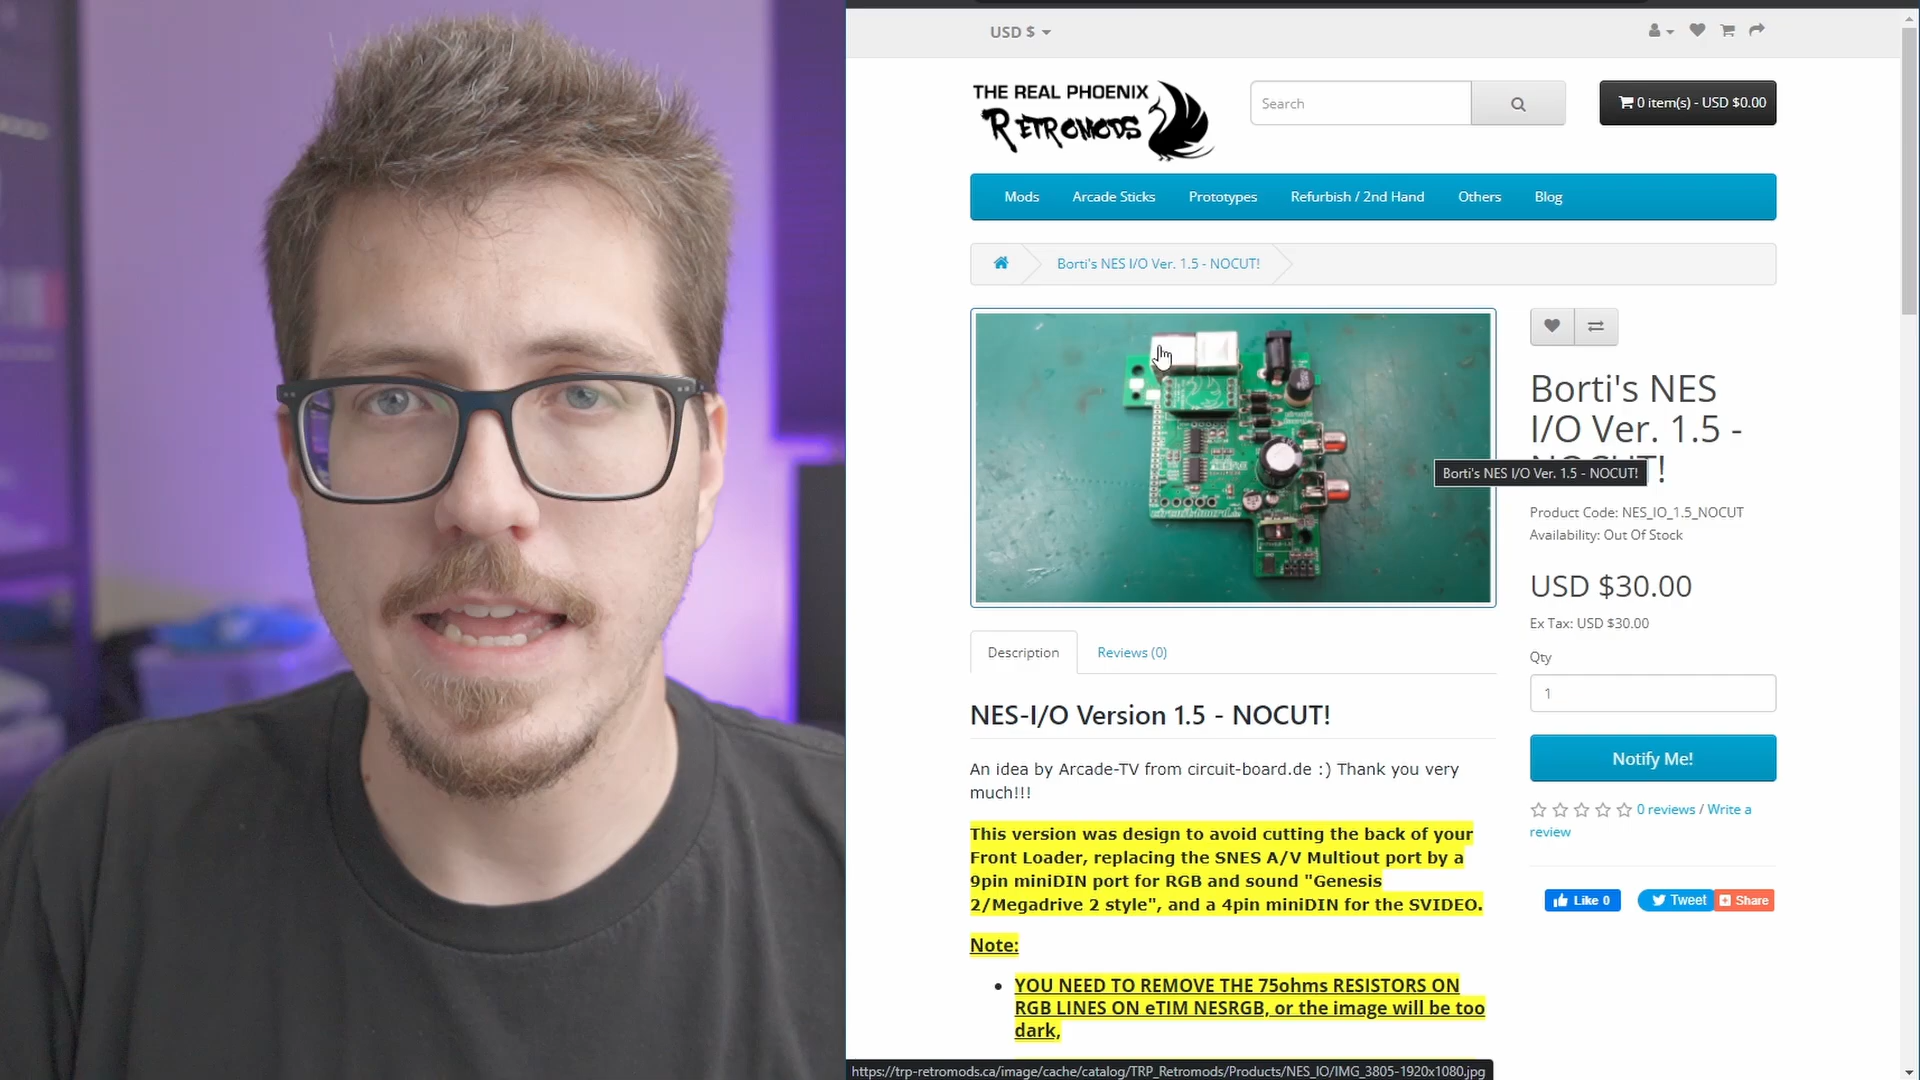 USD $
THE REAL PHOENIX
RETROMODS
Search
0 item(s) - USD $0.00
Mods
Arcade Sticks
Prototypes
Refurbish / 2nd Hand
Others
Blog
Borti's NES I/O Ver. 1.5 - NOCUT!
Borti's NES
I/O Ver. 1.5 -
Borti's NES I/O Ver. 1.5 - NOCUT!
Product Code: NES_IO_1.5_NOCUT
Availability: Out Of Stock
USD $30.00
Ex Tax: USD $30.00
Qty
1
Notify Me!
0 reviews / Write a
review
Like 0
Tweet
Share
Description
Reviews (0)
NES-I/O Version 1.5 - NOCUT!
An idea by Arcade-TV from circuit-board.de :) Thank you very
much!!!
This version was design to avoid cutting the back of your
Front Loader, replacing the SNES A/V Multiout port by a
9pin miniDIN port for RGB and sound "Genesis
2/Megadrive 2 style", and a 4pin miniDIN for the SVIDEO.
Note:
YOU NEED TO REMOVE THE 75ohms RESISTORS ON
RGB LINES ON eTIM NESRGB, or the image will be too
dark,
https://trp-retromods.ca/image/cache/catalog/TRP_Retromods/Products/NES_IO/IMG_3805-1920x1080.jpg